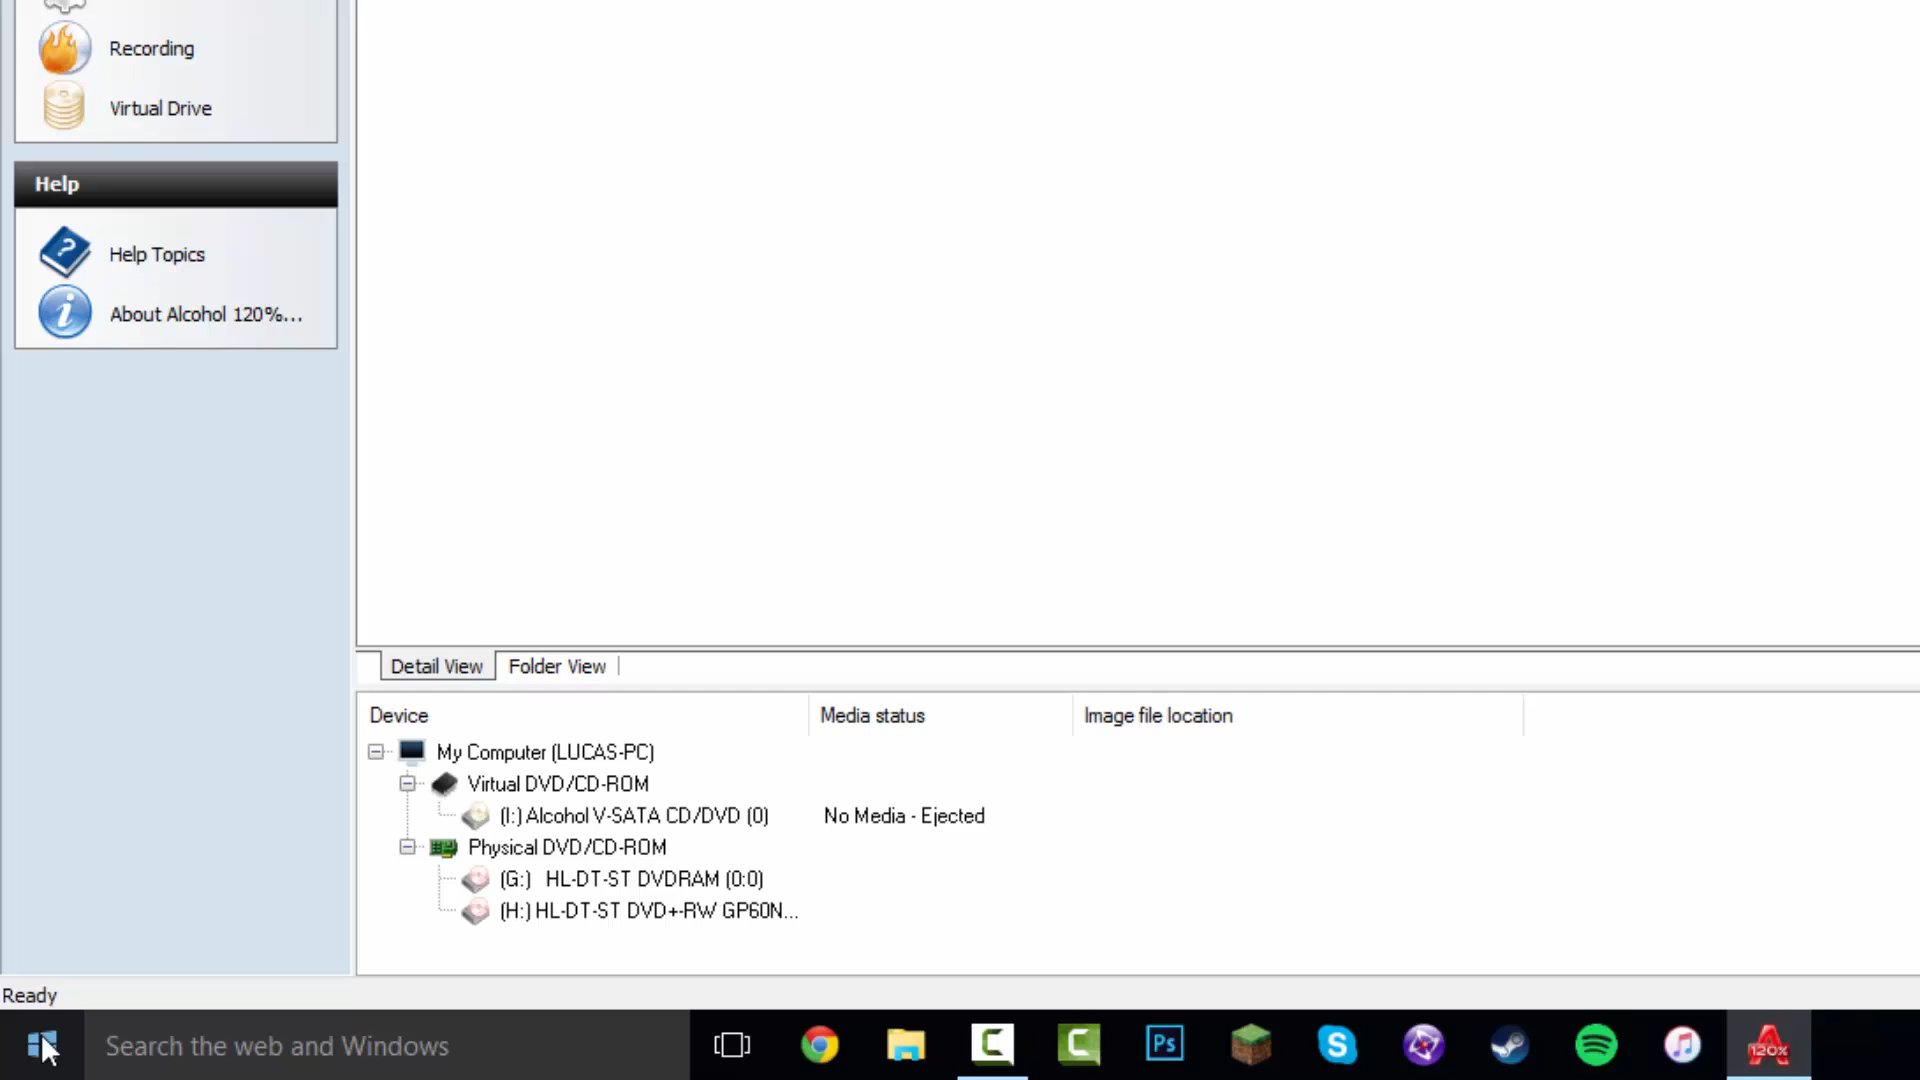 Recording
Virtual Drive
Help
Help Topics
About Alcohol 120%...
Detail View Folder View
Device Media status Image file location
My Computer (LUCAS-PC)
Virtual DVD/CD-ROM
(I:) Alcohol V-SATA CD/DVD (0) No Media - Ejected
Physical DVD/CD-ROM
(G:) HL-DT-ST DVDRAM (0:0)
(H:) HL-DT-ST DVD+-RW GP60N...
Ready
Search the web and Windows
Ps
120%